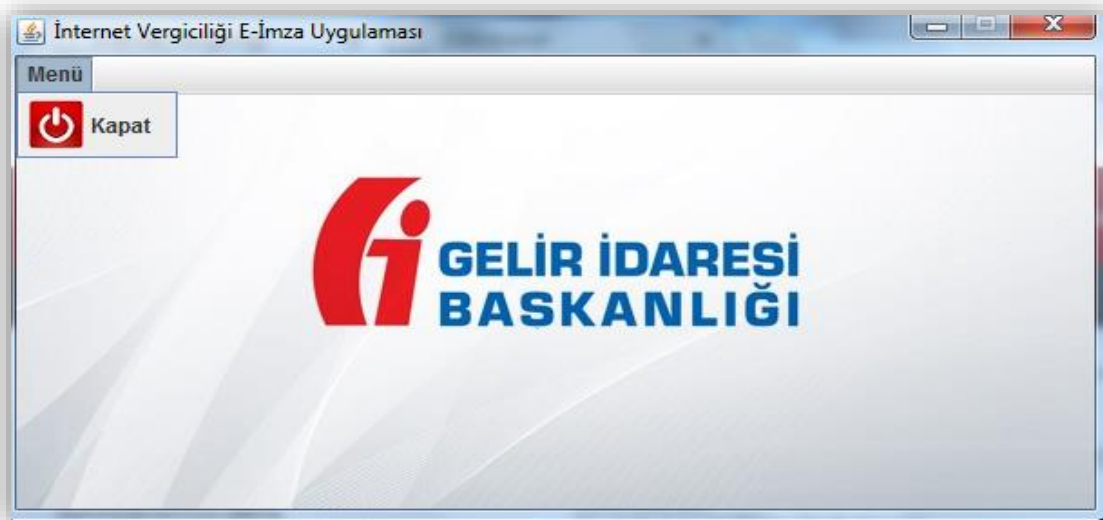 İnternet Vergiciliği E-İmza Uygulaması
Menü
Kapat
GELİR İDARESİ
BASKANLIĞI